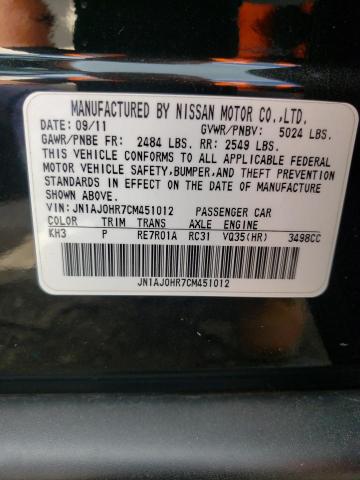 MANUFACTURED BY NISSAN MOTOR CO.,LTD.
DATE: 09/11 GVWR/PNBV: 5024 LBS.
GAWR/PNBE FR: 2484 LBS. RR: 2549 LBS.
THIS VEHICLE CONFORMS TO ALL APPLICABLE FEDERAL
MOTOR VEHICLE SAFETY,BUMPER,AND THEFT PREVENTION
STANDARDS IN EFFECT ON THE DATE OF MANUFACTURE
SHOWN ABOVE.
VIN: JN1AJ0HR7CM451012 PASSENGER CAR
COLOR TRIM TRANS AXLE ENGINE
KH3 P RE7R01A RC31 VQ35(HR) 3498CC
JN1AJ0HR7CM451012